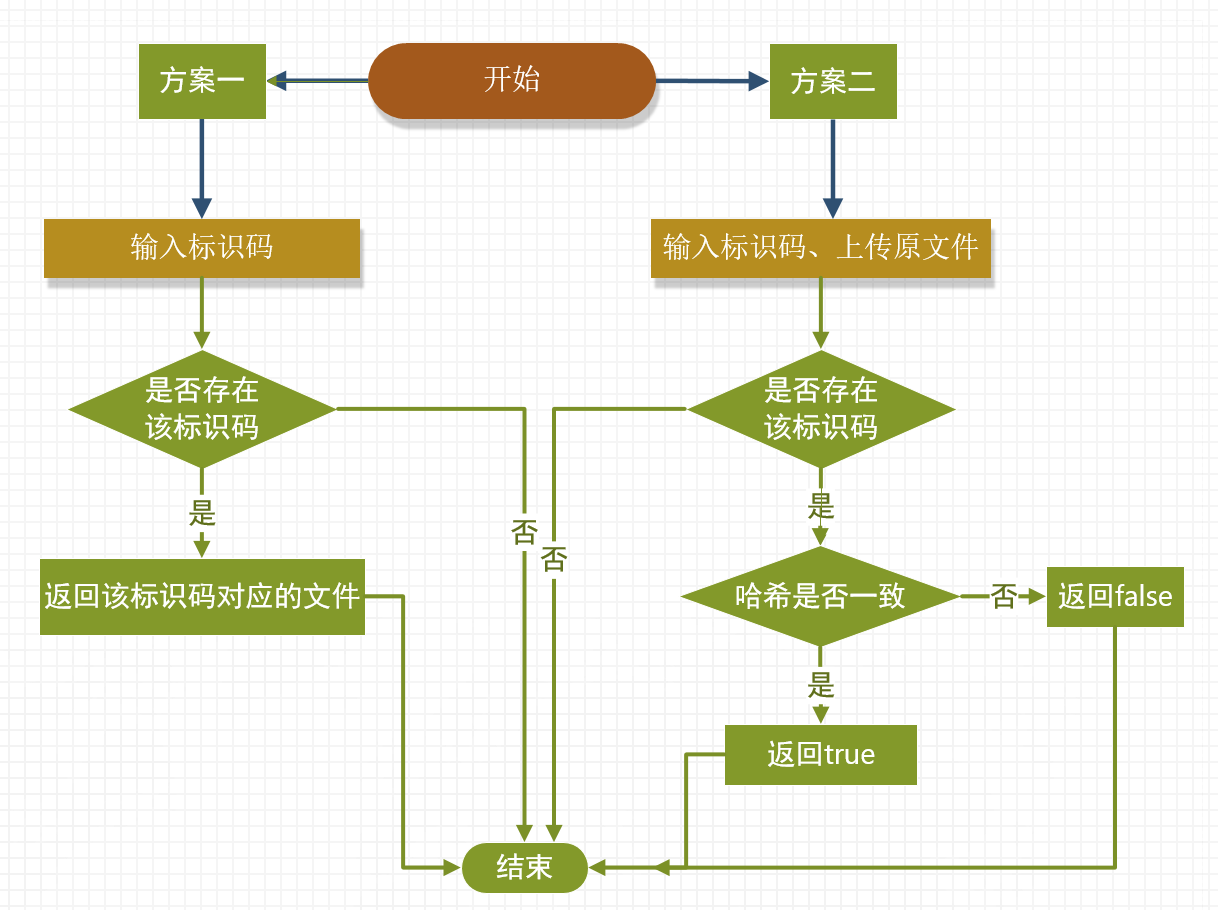 方案一
开始
方案二
输入标识码
输入标识码、上传原文件
是否存在
该标识码
是否存在
该标识码
是
是
否
否
返回该标识码对应的文件
哈希是否一致
否
返回false
是
返回true
结束